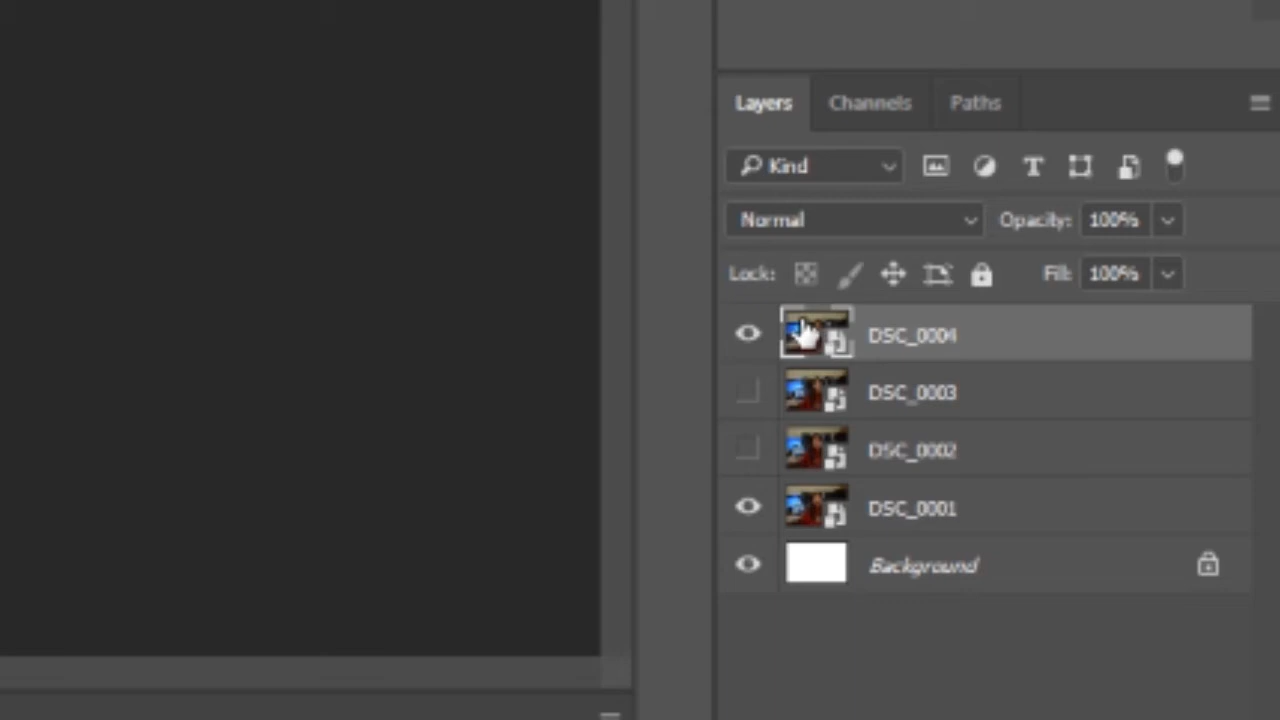 Layers Channels Paths
Kind
Normal Opacity: 100%
Lock: Fill: 100%
DSC_0004
DSC_0003
DSC_0002
DSC_0001
Background